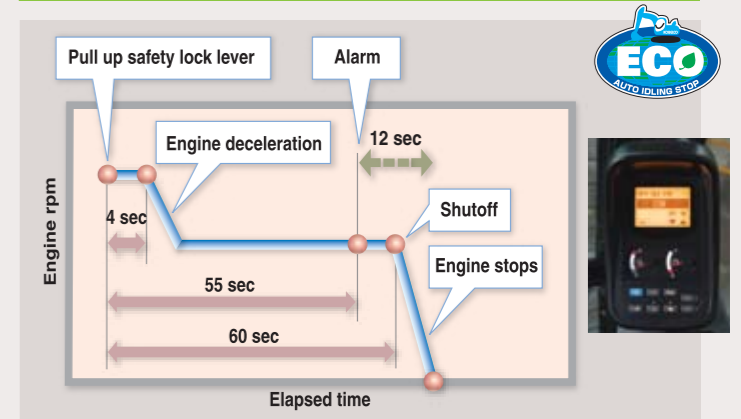 Pull up safety lock lever
Alarm
ECO
AUTO IDLING STOP
Engine deceleration
12 sec
4 sec
Shutoff
Engine stops
55 sec
60 sec
Engine rpm
Elapsed time